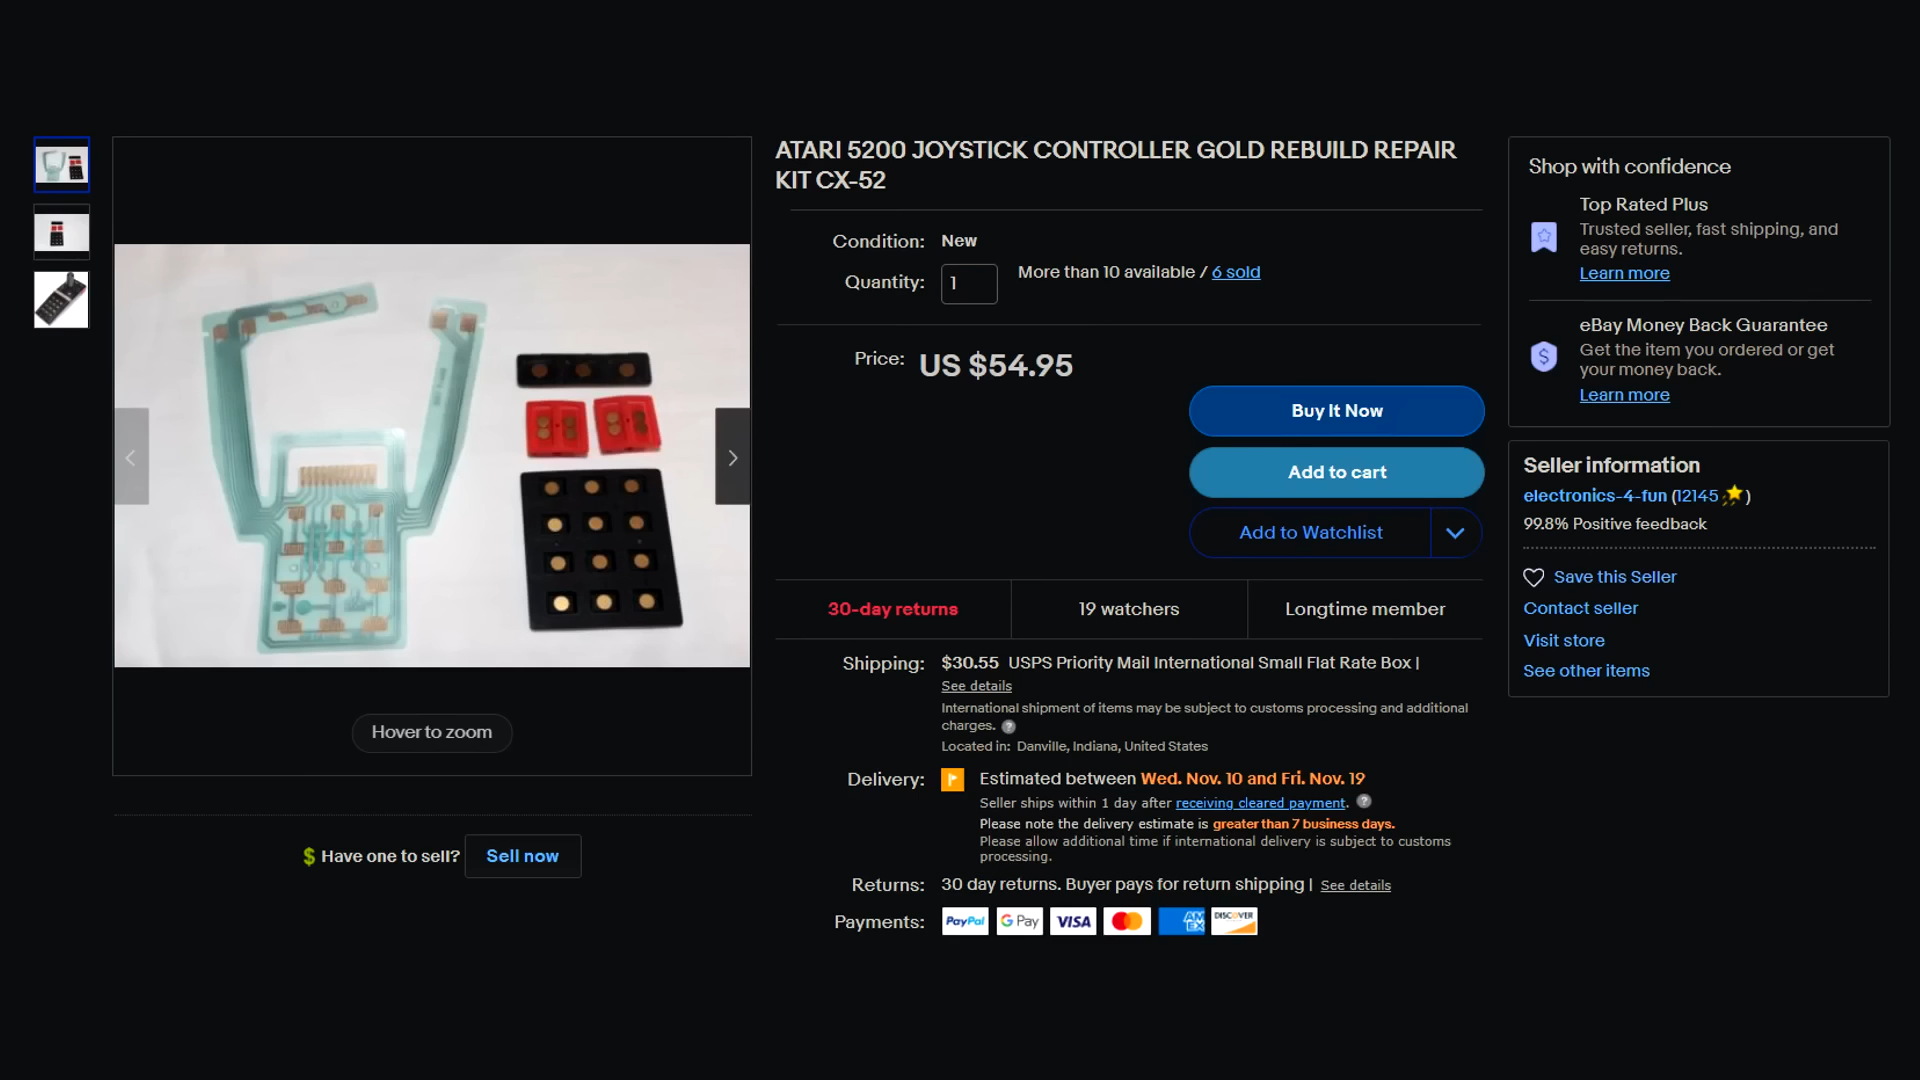 ATARI 5200 JOYSTICK CONTROLLER GOLD REBUILD REPAIR
KIT CX-52
Condition: New
Quantity: 1 More than 10 available / 6 sold
Price: US $54.95
Buy It Now
Add to cart
Add to Watchlist
30-day returns 19 watchers Longtime member
Shipping: $30.55 USPS Priority Mail International Small Flat Rate Box |
See details
International shipment of items may be subject to customs processing and additional
charges. ?
Located in: Danville, Indiana, United States
Delivery: Estimated between Wed. Nov. 10 and Fri. Nov. 19
Seller ships within 1 day after receiving cleared payment. ?
Please note the delivery estimate is greater than 7 business days.
Please allow additional time if international delivery is subject to customs
processing.
Returns: 30 day returns. Buyer pays for return shipping | See details
Payments: PayPal G Pay VISA AM EX DISCOVER
Hover to zoom
$ Have one to sell? Sell now
Shop with confidence
Top Rated Plus
Trusted seller, fast shipping, and
easy returns.
Learn more
$ eBay Money Back Guarantee
Get the item you ordered or get
your money back.
Learn more
Seller information
electronics-4-fun (12145 )
99.8% Positive feedback
Save this Seller
Contact seller
Visit store
See other items